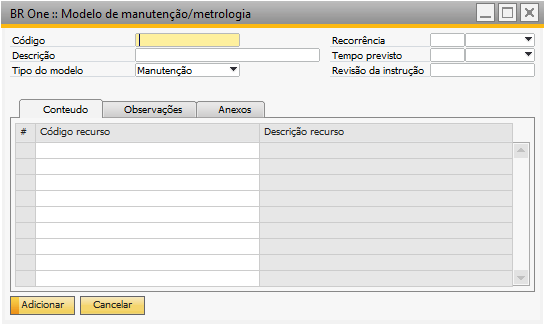 BR One :: Modelo de manutenção/metrologia
Código Recorrência
Descrição Tempo previsto
Tipo do modelo Manutenção Revisão da instrução
Conteudo Observações Anexos
# Código recurso Descrição recurso
Adicionar Cancelar